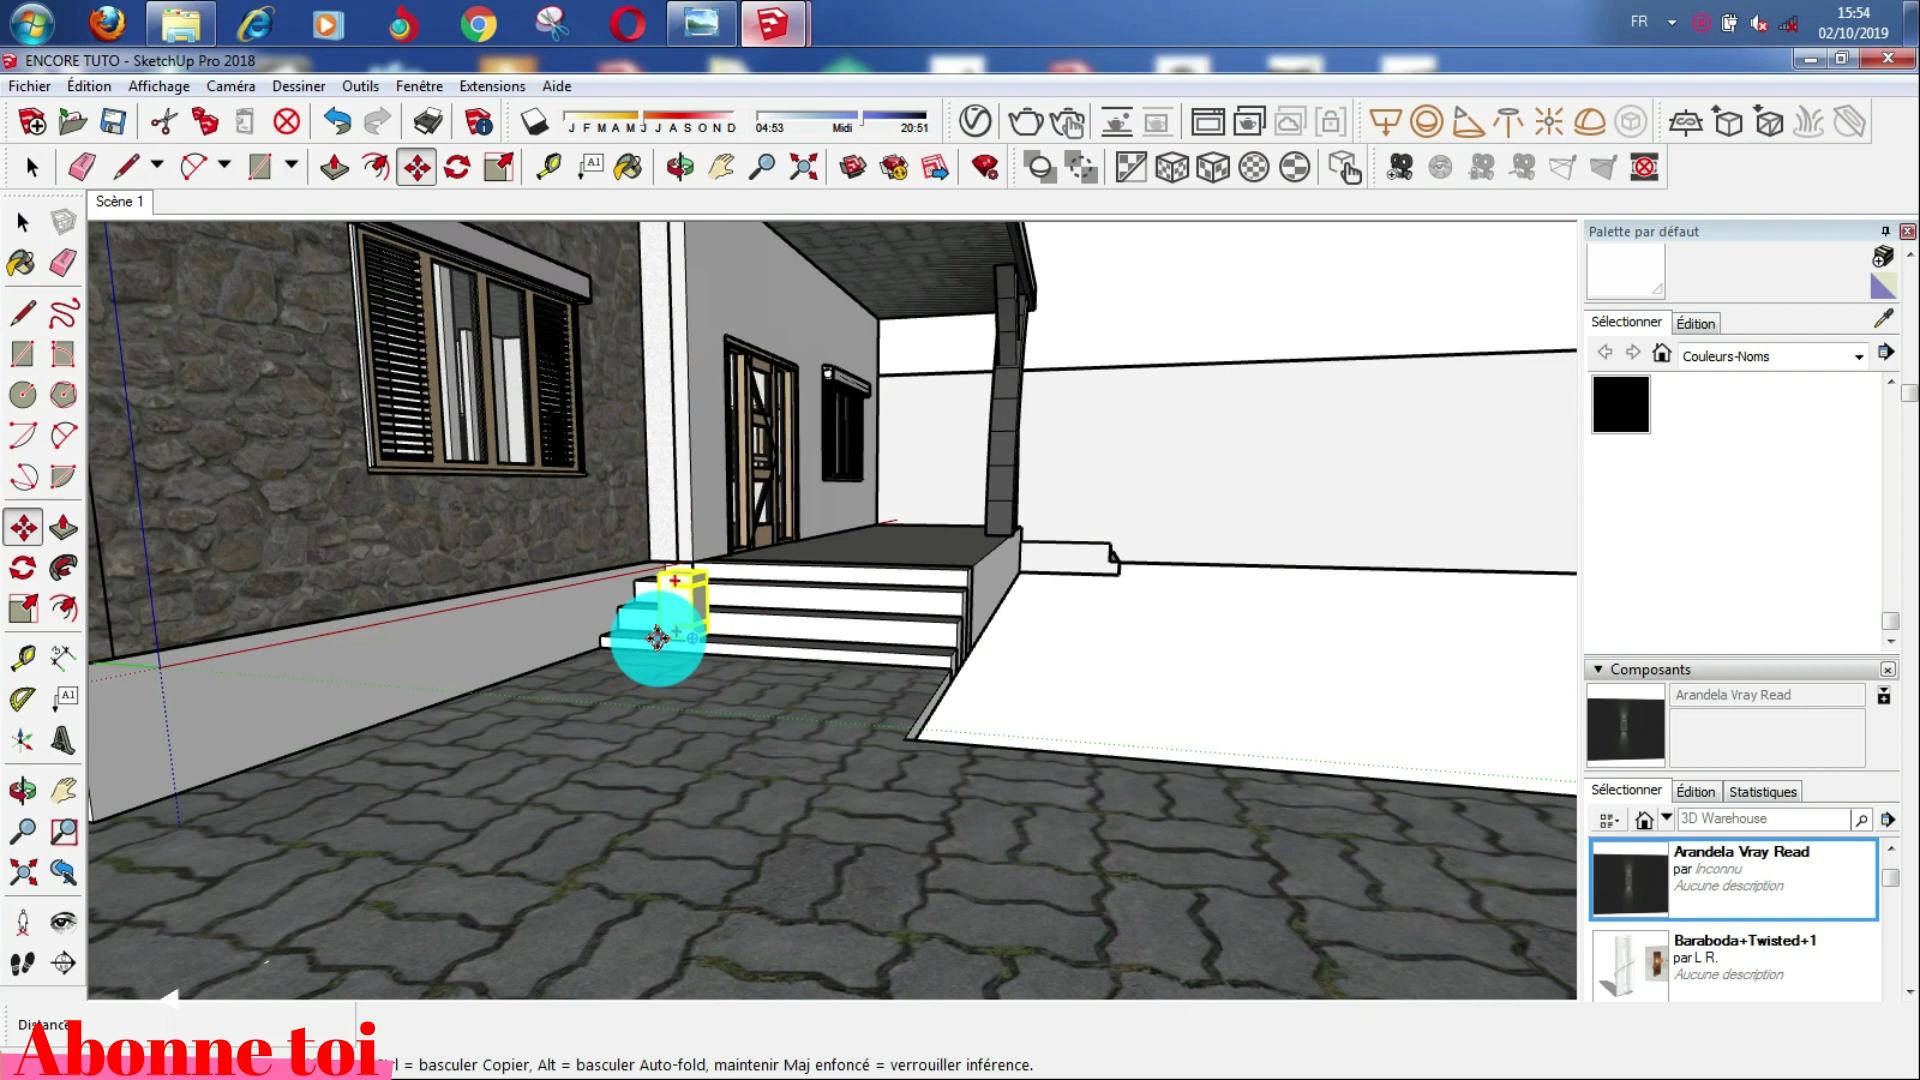 FR
15:54
02/10/2019
ENCORE TUTO - SketchUp Pro 2018
Fichier Édition Affichage Caméra Dessiner Outils Fenêtre Extensions Aide
J F M A M J J A S O N D
04:53 Midi 20:51
A1
Scène 1
Palette par défaut
Sélectionner Édition
Couleurs-Noms
Composants
Arandela Vray Read
A1
Sélectionner Édition Statistiques
3D Warehouse
Arandela Vray Read
par Inconnu
Aucune description
Baraboda+Twisted+1
par L R.
Aucune description
Distance
Abonne toi
= basculer Copier, Alt = basculer Auto-fold, maintenir Maj enfoncé = verrouiller inférence.